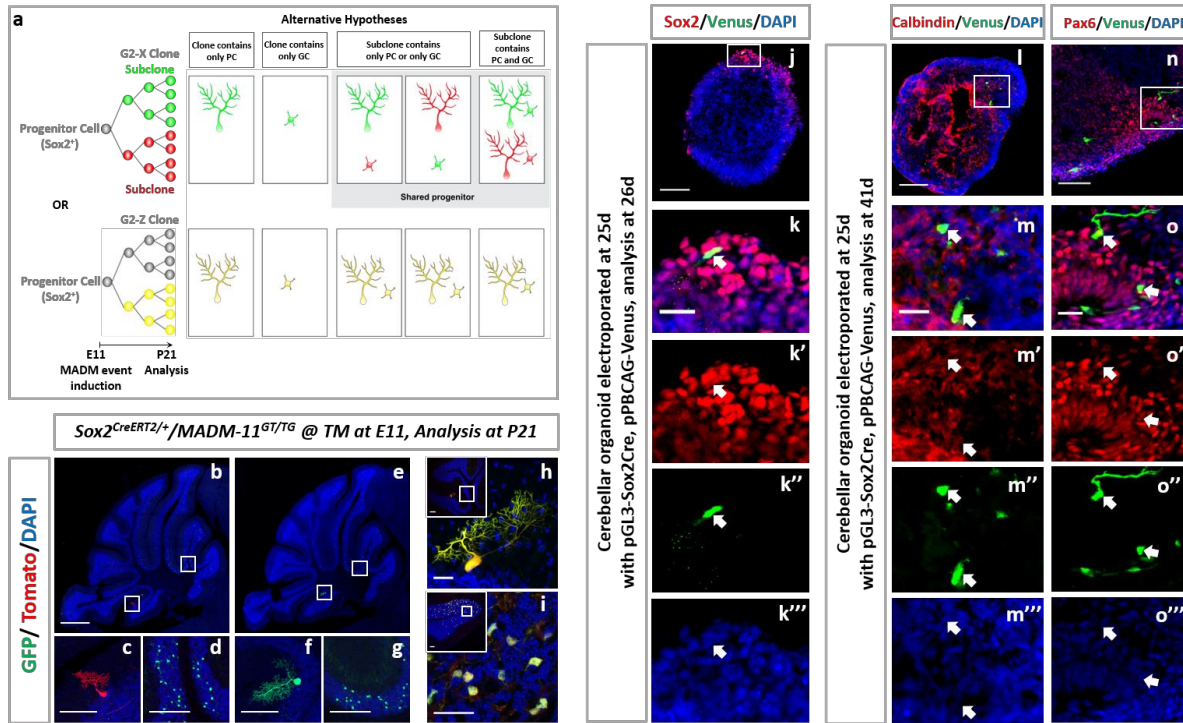 a
Alternative Hypotheses
G2-X Clone
Subclone
Clone contains
only PC
Clone contains
only GC
Subclone contains
only PC or only GC
Subclone
contains
PC and GC
Progenitor Cell
(Sox2+)
Subclone
Shared progenitor
OR
G2-Z Clone
Progenitor Cell
(Sox2+)
E11
MADM event
induction
P21
Analysis
Sox2CreERT2/+/MADM-11GT/TG @ TM at E11, Analysis at P21
GFP/ Tomato/DAPI
b
e
h
c
d
f
g
i
Cerebellar organoid electroporated at 25d
with pGL3-Sox2Cre, pPBCAG-Venus, analysis at 26d
Sox2/Venus/DAPI
j
k
k'
k''
k'''
Cerebellar organoid electroporated at 25d
with pGL3-Sox2Cre, pPBCAG-Venus, analysis at 41d
Calbindin/Venus/DAPI
Pax6/Venus/DAPI
l
n
m
o
m'
o'
m''
o''
m'''
o'''